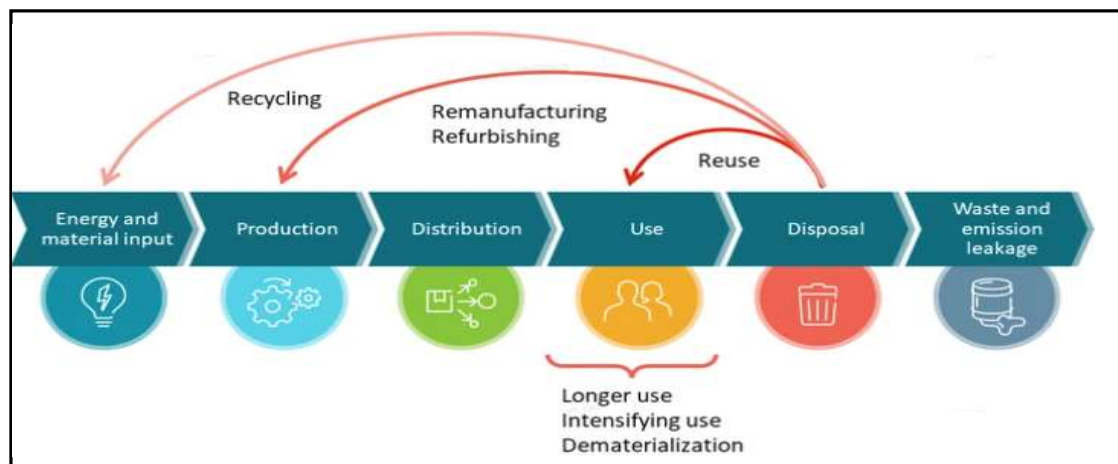 Recycling
Remanufacturing
Refurbishing
Reuse
Energy and
material input
Production
Distribution
Use
Disposal
Waste and
emission
leakage
Longer use
Intensifying use
Dematerialization